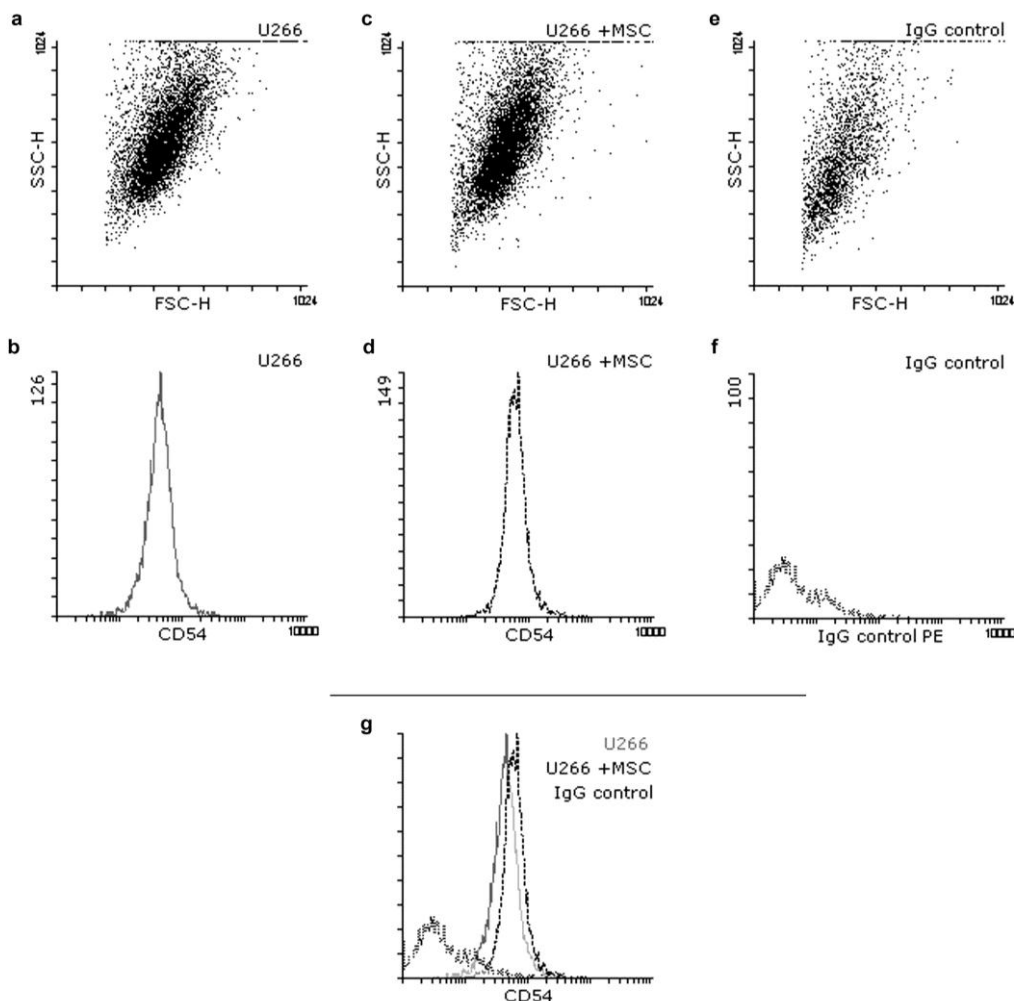 a
U266
1024
SSC-H
FSC-H
1024
c
U266 +MSC
1024
SSC-H
FSC-H
1024
e
IgG control
1024
SSC-H
FSC-H
1024
b
U266
126
CD54
10000
d
U266 +MSC
149
CD54
10000
f
IgG control
100
IgG control PE
10000
g
U266
U266 +MSC
IgG control
CD54